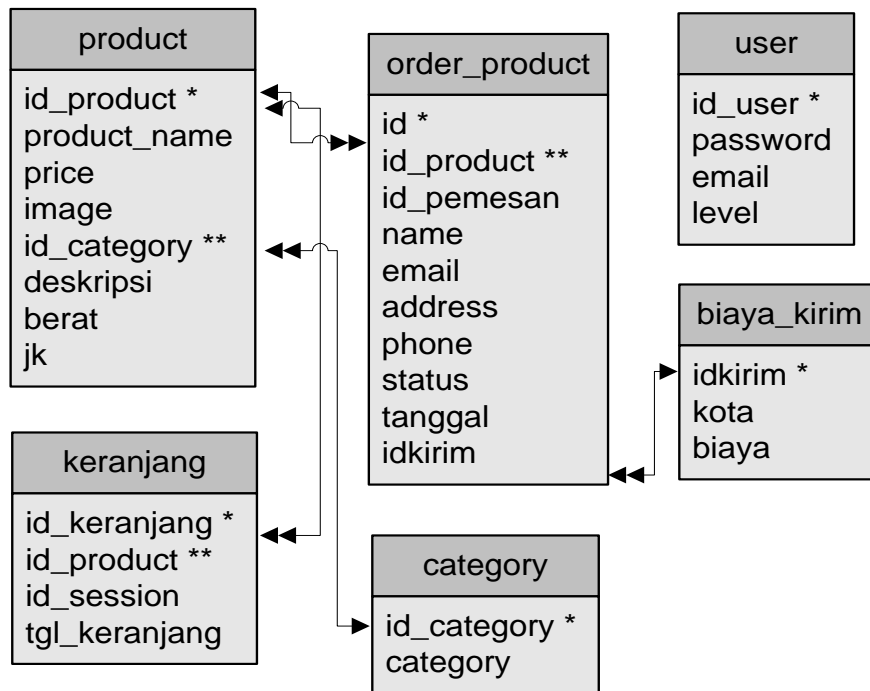 product
id_product *
product_name
price
image
id_category **
deskripsi
berat
jk
order_product
id *
id_product **
id_pemesan
name
email
address
phone
status
tanggal
idkirim
user
id_user *
password
email
level
biaya_kirim
idkirim *
kota
biaya
keranjang
id_keranjang *
id_product **
id_session
tgl_keranjang
category
id_category *
category